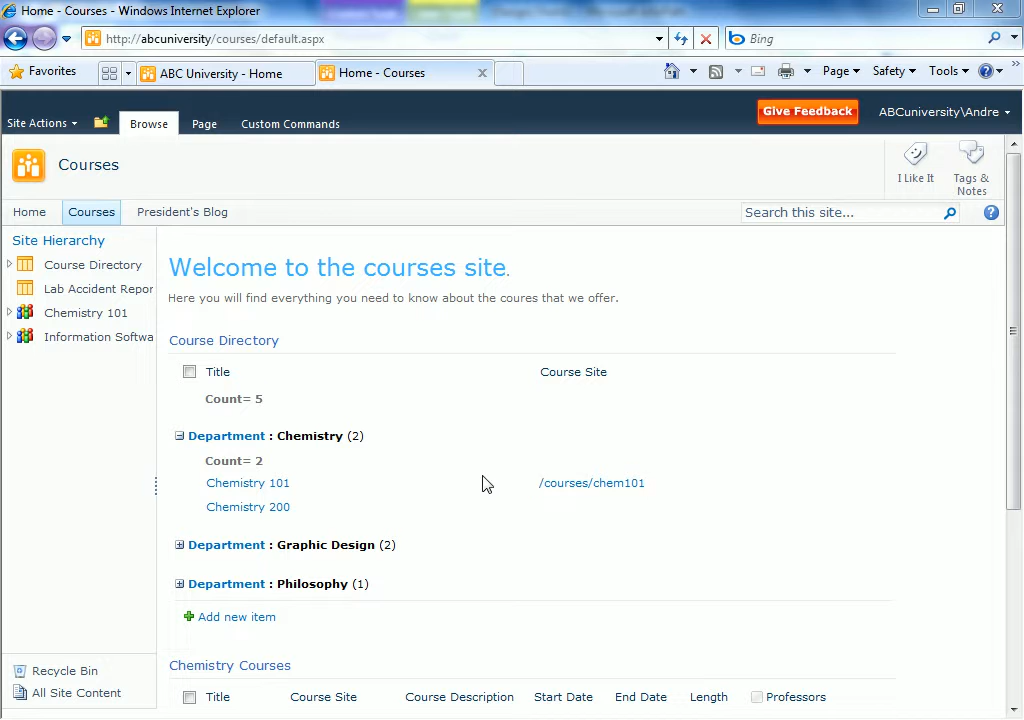 Home - Courses - Windows Internet Explorer
http://abcuniversity/courses/default.aspx
Bing
Favorites
ABC University - Home
Home - Courses
Page
Safety
Tools
Site Actions
Browse
Page
Custom Commands
Give Feedback
ABCuniversity\Andre
Courses
I Like It
Tags &
Notes
Home
Courses
President's Blog
Search this site...
Site Hierarchy
Course Directory
Lab Accident Repor
Chemistry 101
Information Softwa
Recycle Bin
All Site Content
Welcome to the courses site.
Here you will find everything you need to know about the coures that we offer.
Course Directory
Title Course Site
Count= 5
Department : Chemistry (2)
Count= 2
Chemistry 101 /courses/chem101
Chemistry 200
Department : Graphic Design (2)
Department : Philosophy (1)
Add new item
Chemistry Courses
Title Course Site Course Description Start Date End Date Length Professors